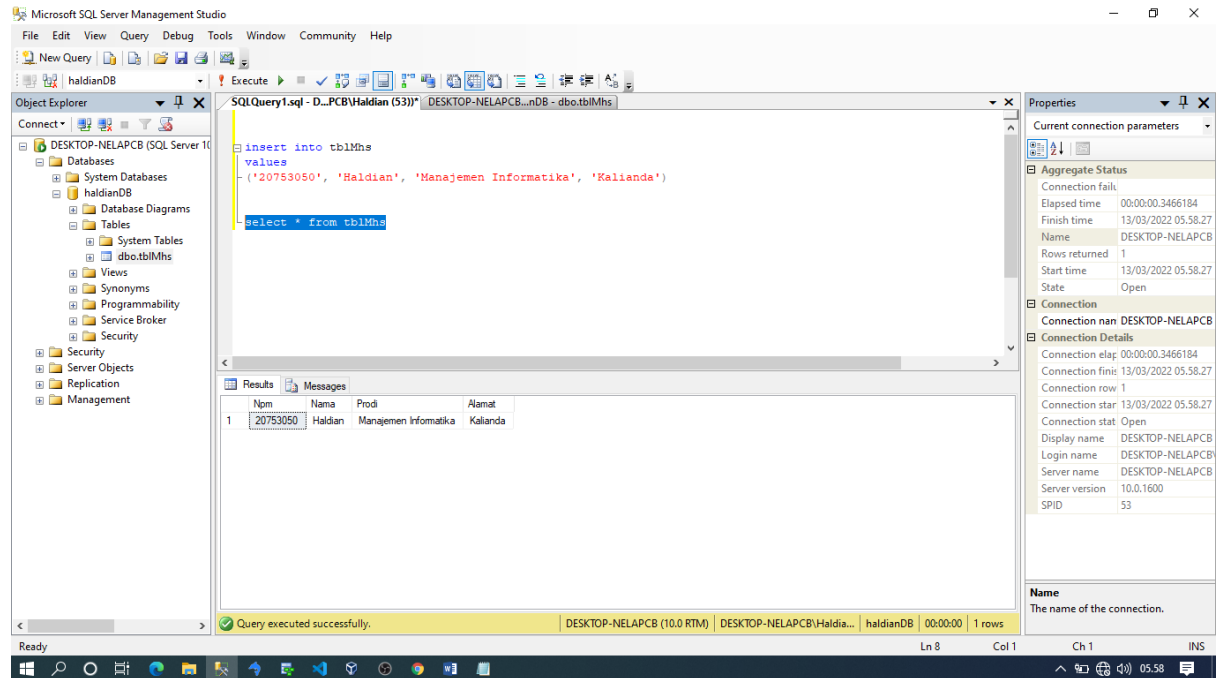 Microsoft SQL Server Management Studio
File Edit View Query Debug Tools Window Community Help
New Query
haldianDB
Execute
Object Explorer
Connect
DESKTOP-NELAPCB (SQL Server 10
Databases
System Databases
haldianDB
Database Diagrams
Tables
System Tables
dbo.tblMhs
Views
Synonyms
Programmability
Service Broker
Security
Security
Server Objects
Replication
Management
SQLQuery1.sql - D...PCB\Haldian (53))* DESKTOP-NELAPCB...nDB - dbo.tblMhs
insert into tblMhs
values
('20753050', 'Haldian', 'Manajemen Informatika', 'Kalianda')
select * from tblMhs
Results Messages
Npm Nama Prodi Alamat
1 20753050 Haldian Manajemen Informatika Kalianda
Query executed successfully. DESKTOP-NELAPCB (10.0 RTM) DESKTOP-NELAPCB\Haldia... haldianDB 00:00:00 1 rows
Properties
Current connection parameters
Aggregate Status
Connection failu
Elapsed time 00:00:00.3466184
Finish time 13/03/2022 05.58.27
Name DESKTOP-NELAPCB
Rows returned 1
Start time 13/03/2022 05.58.27
State Open
Connection
Connection nan DESKTOP-NELAPCB
Connection Details
Connection elap 00:00:00.3466184
Connection finis 13/03/2022 05.58.27
Connection row 1
Connection star 13/03/2022 05.58.27
Connection stat Open
Display name DESKTOP-NELAPCB
Login name DESKTOP-NELAPCB\
Server name DESKTOP-NELAPCB
Server version 10.0.1600
SPID 53
Name
The name of the connection.
Ready Ln 8 Col 1 Ch 1 INS
05.58